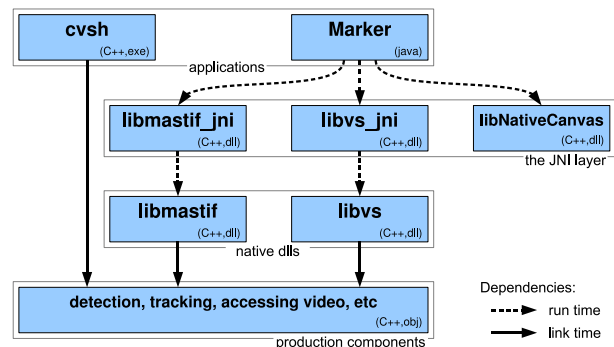 cvsh
(C++,exe)
Marker
(java)
applications
libmastif_jni
(C++,dll)
libvs_jni
(C++,dll)
libNativeCanvas
(C++,dll)
the JNI layer
libmastif
(C++,dll)
libvs
(C++,dll)
native dlls
detection, tracking, accessing video, etc
(C++,obj)
production components
Dependencies:
run time
link time